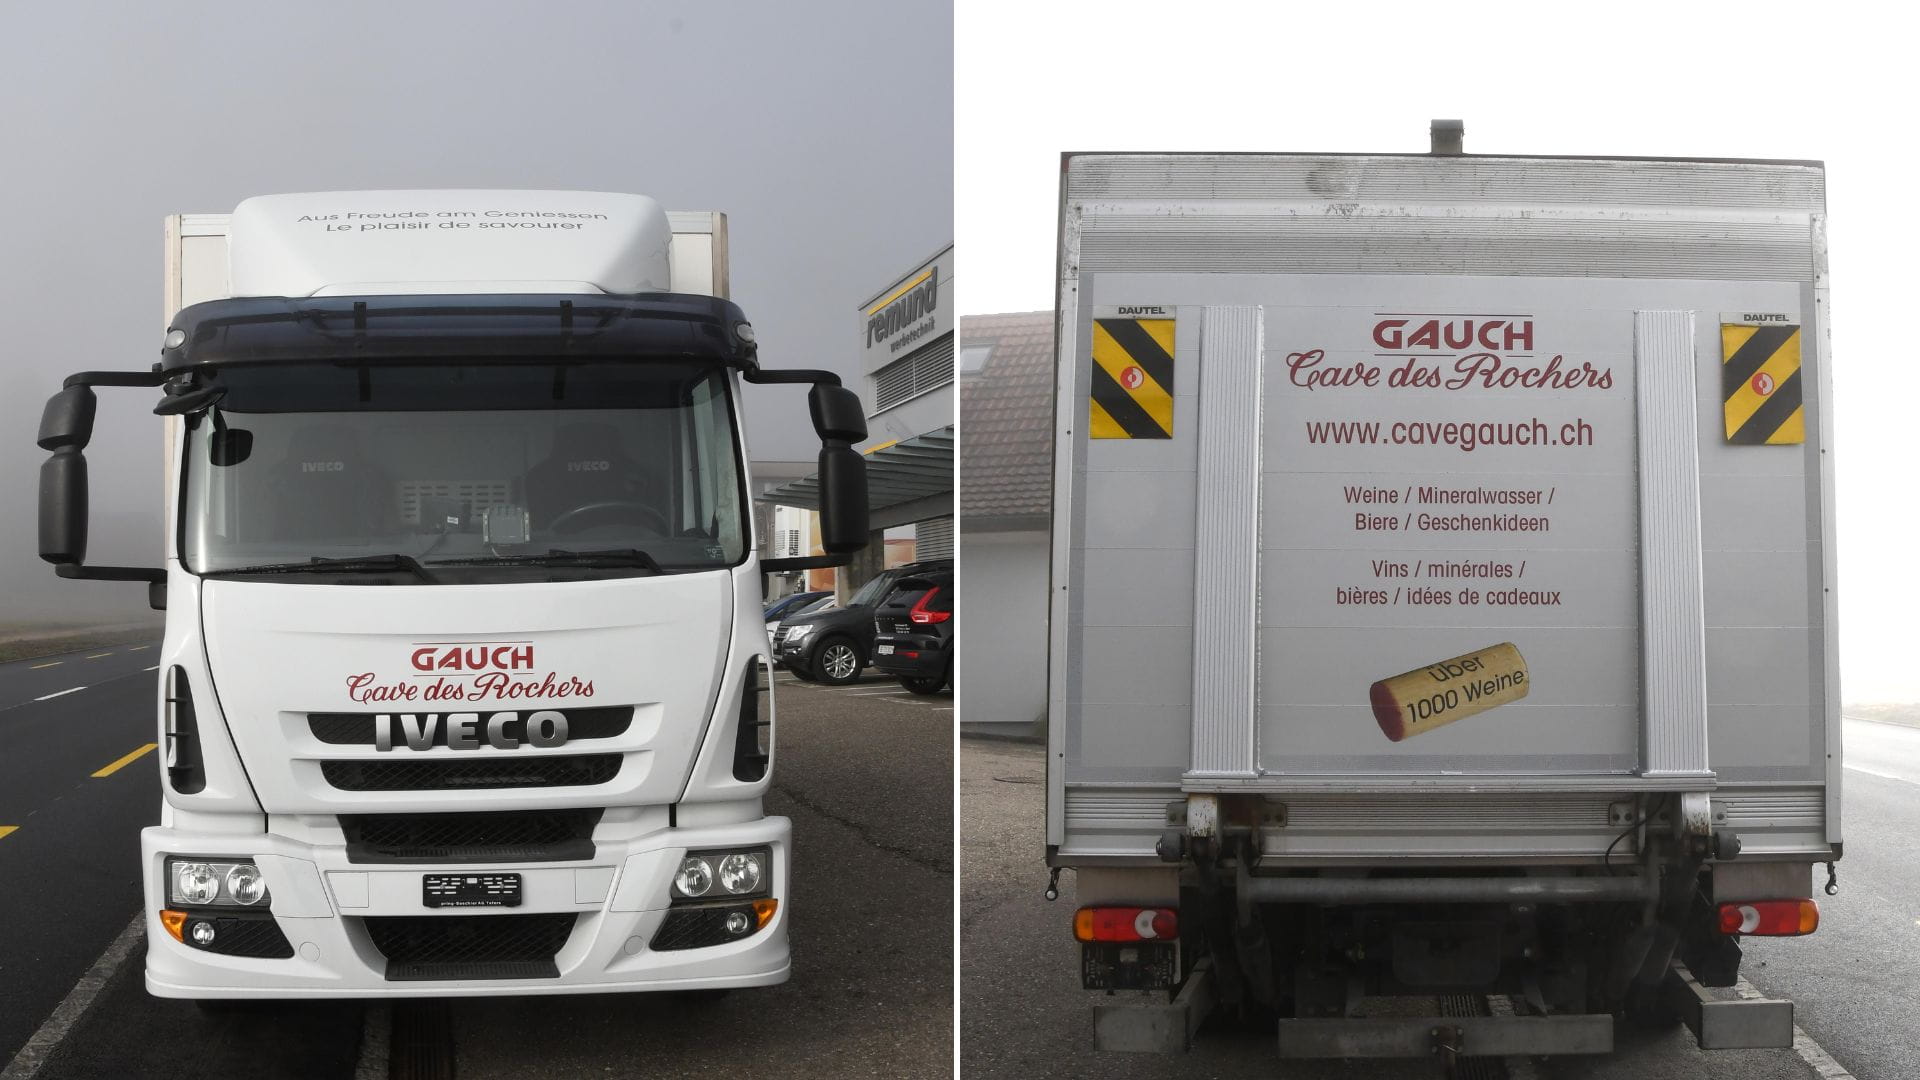 Aus Freude am Geniessen
Le plaisir de savourer
remund
werbetechnik
IVECO
IVECO
GAUCH
Cave des Rochers
IVECO
DAUTEL
DAUTEL
GAUCH
Cave des Rochers
www.cavegauch.ch
Weine / Mineralwasser /
Biere / Geschenkideen
Vins / minérales /
bières / idées de cadeaux
über
1000 Weine